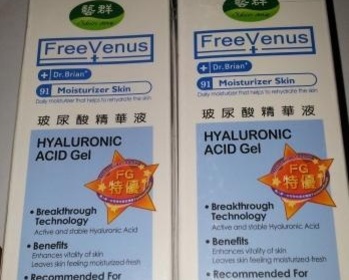 藝群
FreeVenus
Dr.Brian+
91 Moisturizer Skin
Daily moisturizer that helps to rehydrate the skin
玻尿酸精華液
HYALURONIC
ACID Gel
FG
特優
• Breakthrough
Technology
Active and stable Hyaluronic Acid
• Benefits
Enhances vitality of skin
Leaves skin feeling moisturized-fresh
• Recommended For
藝群
FreeVenus
Dr.Brian+
91 Moisturizer Skin
Daily moisturizer that helps to rehydrate the skin
玻尿酸精華液
HYALURONIC
ACID Gel
FG
特優
• Breakthrough
Technology
Active and stable Hyaluronic Acid
• Benefits
Enhances vitality of skin
Leaves skin feeling moisturized-fresh
• Recommended For